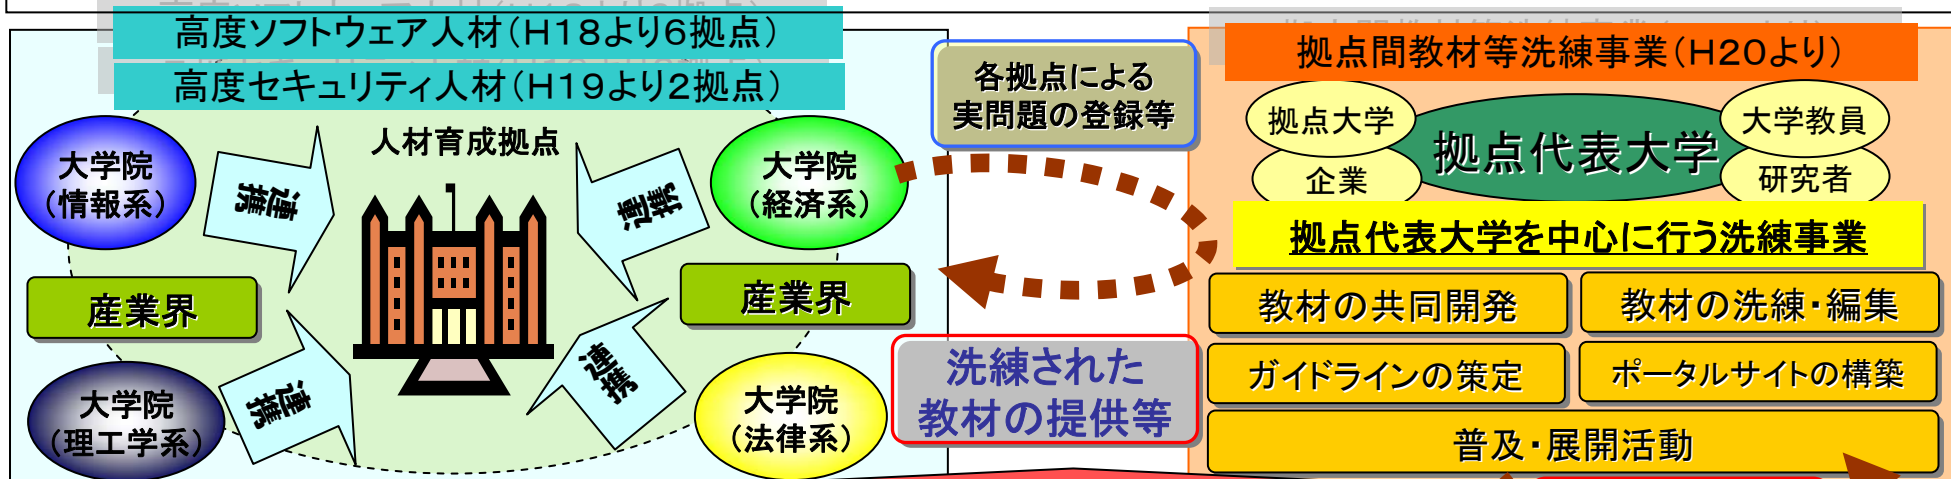 高度ソフトウェア人材(H18より6拠点)
高度セキュリティ人材(H19より2拠点)
人材育成拠点
大学院
(情報系)
連携
連携
大学院
(経済系)
産業界
産業界
大学院
(理工学系)
連携
連携
大学院
(法律系)
各拠点による
実問題の登録等
洗練された
教材の提供等
拠点間教材等洗練事業(H20より)
拠点大学
企業
拠点代表大学
大学教員
研究者
拠点代表大学を中心に行う洗練事業
教材の共同開発
教材の洗練・編集
ガイドラインの策定
ポータルサイトの構築
普及・展開活動